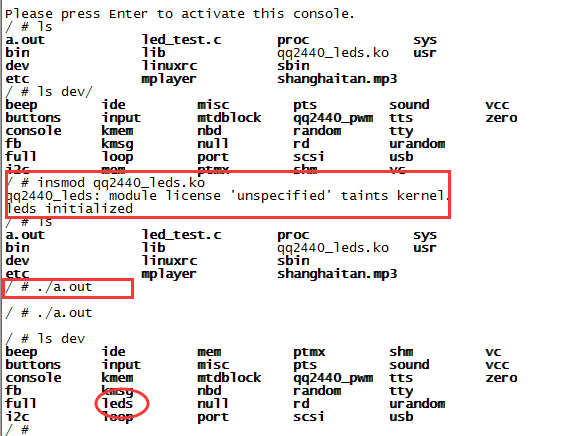 Please press Enter to activate this console.
/ # ls
a.out led_test.c proc sys
bin lib qq2440_leds.ko usr
dev linuxrc sbin
etc mplayer shanghaitan.mp3
/ # ls dev/
beep ide misc pts sound vcc
buttons input mtdblock qq2440_pwm tts zero
console kmem nbd random tty
fb kmsg null rd urandom
full loop port scsi usb
i2c mem ptmx shm vc
/ # insmod qq2440_leds.ko
qq2440_leds: module license 'unspecified' taints kernel.
leds initialized
/ # ls
a.out led_test.c proc sys
bin lib qq2440_leds.ko usr
dev linuxrc sbin
etc mplayer shanghaitan.mp3
/ # ./a.out
/ # ./a.out
/ # ls dev
beep ide mem ptmx shm vc
buttons input misc pts sound vcc
console kmem mtdblock qq2440_pwm tts zero
fb kmsg nbd random tty
full leds null rd urandom
i2c loop port scsi usb
/ #